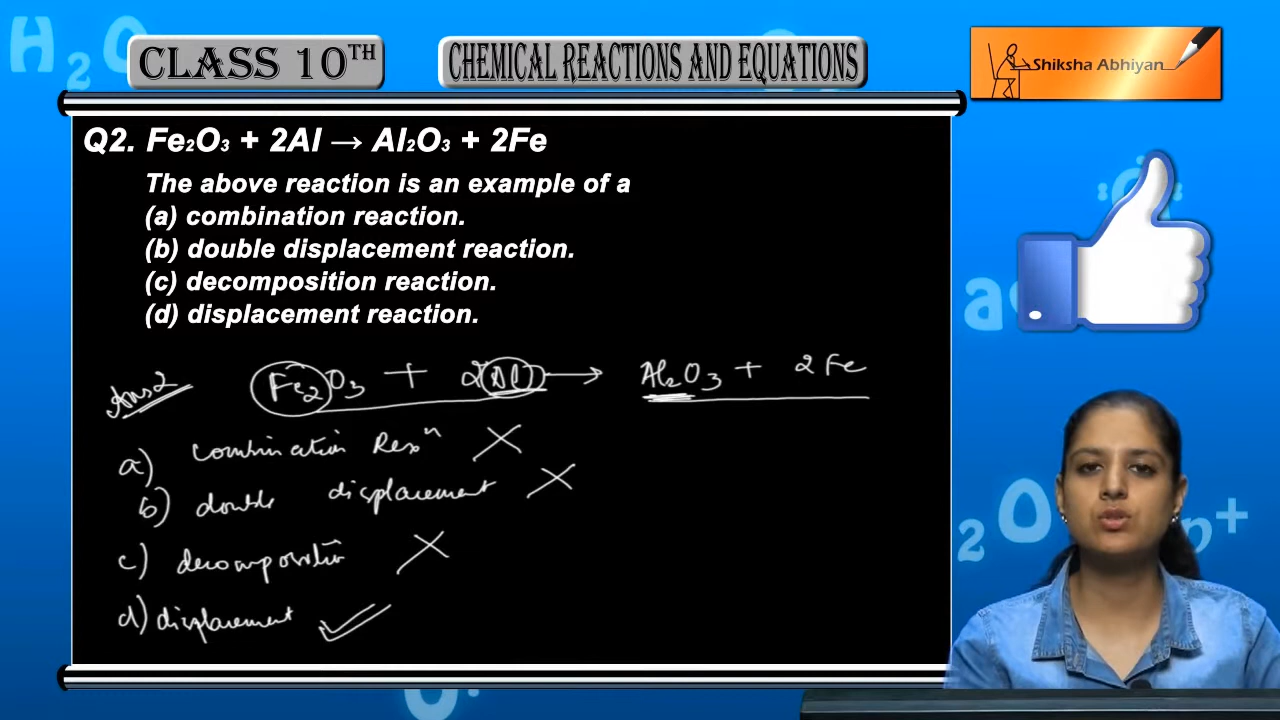 H₂O
CLASS 10TH
CHEMICAL REACTIONS AND EQUATIONS
Shiksha Abhiyan
Q2. Fe₂O₃ + 2Al → Al₂O₃ + 2Fe
The above reaction is an example of a
(a) combination reaction.
(b) double displacement reaction.
(c) decomposition reaction.
(d) displacement reaction.
Ans2 Fe₂O₃ + 2Al → Al₂O₃ + 2Fe
a) combination Reaⁿ ✗
b) double displacement ✗
c) decomposition ✗
d) displacement ✓